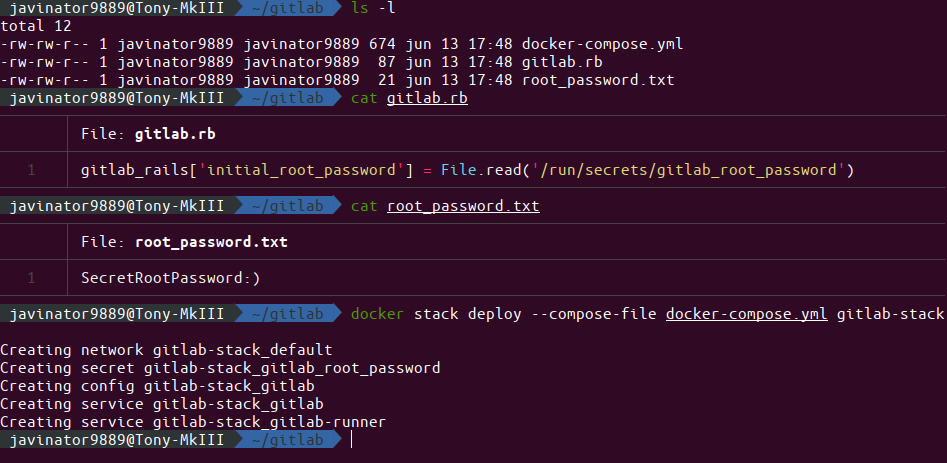 javinator9889@Tony-MkIII ~/gitlab ls -l
total 12
-rw-rw-r-- 1 javinator9889 javinator9889 674 jun 13 17:48 docker-compose.yml
-rw-rw-r-- 1 javinator9889 javinator9889  87 jun 13 17:48 gitlab.rb
-rw-rw-r-- 1 javinator9889 javinator9889  21 jun 13 17:48 root_password.txt
javinator9889@Tony-MkIII ~/gitlab cat gitlab.rb
File: gitlab.rb
1 gitlab_rails['initial_root_password'] = File.read('/run/secrets/gitlab_root_password')
javinator9889@Tony-MkIII ~/gitlab cat root_password.txt
File: root_password.txt
1 SecretRootPassword:)
javinator9889@Tony-MkIII ~/gitlab docker stack deploy --compose-file docker-compose.yml gitlab-stack
Creating network gitlab-stack_default
Creating secret gitlab-stack_gitlab_root_password
Creating config gitlab-stack_gitlab
Creating service gitlab-stack_gitlab
Creating service gitlab-stack_gitlab-runner
javinator9889@Tony-MkIII ~/gitlab